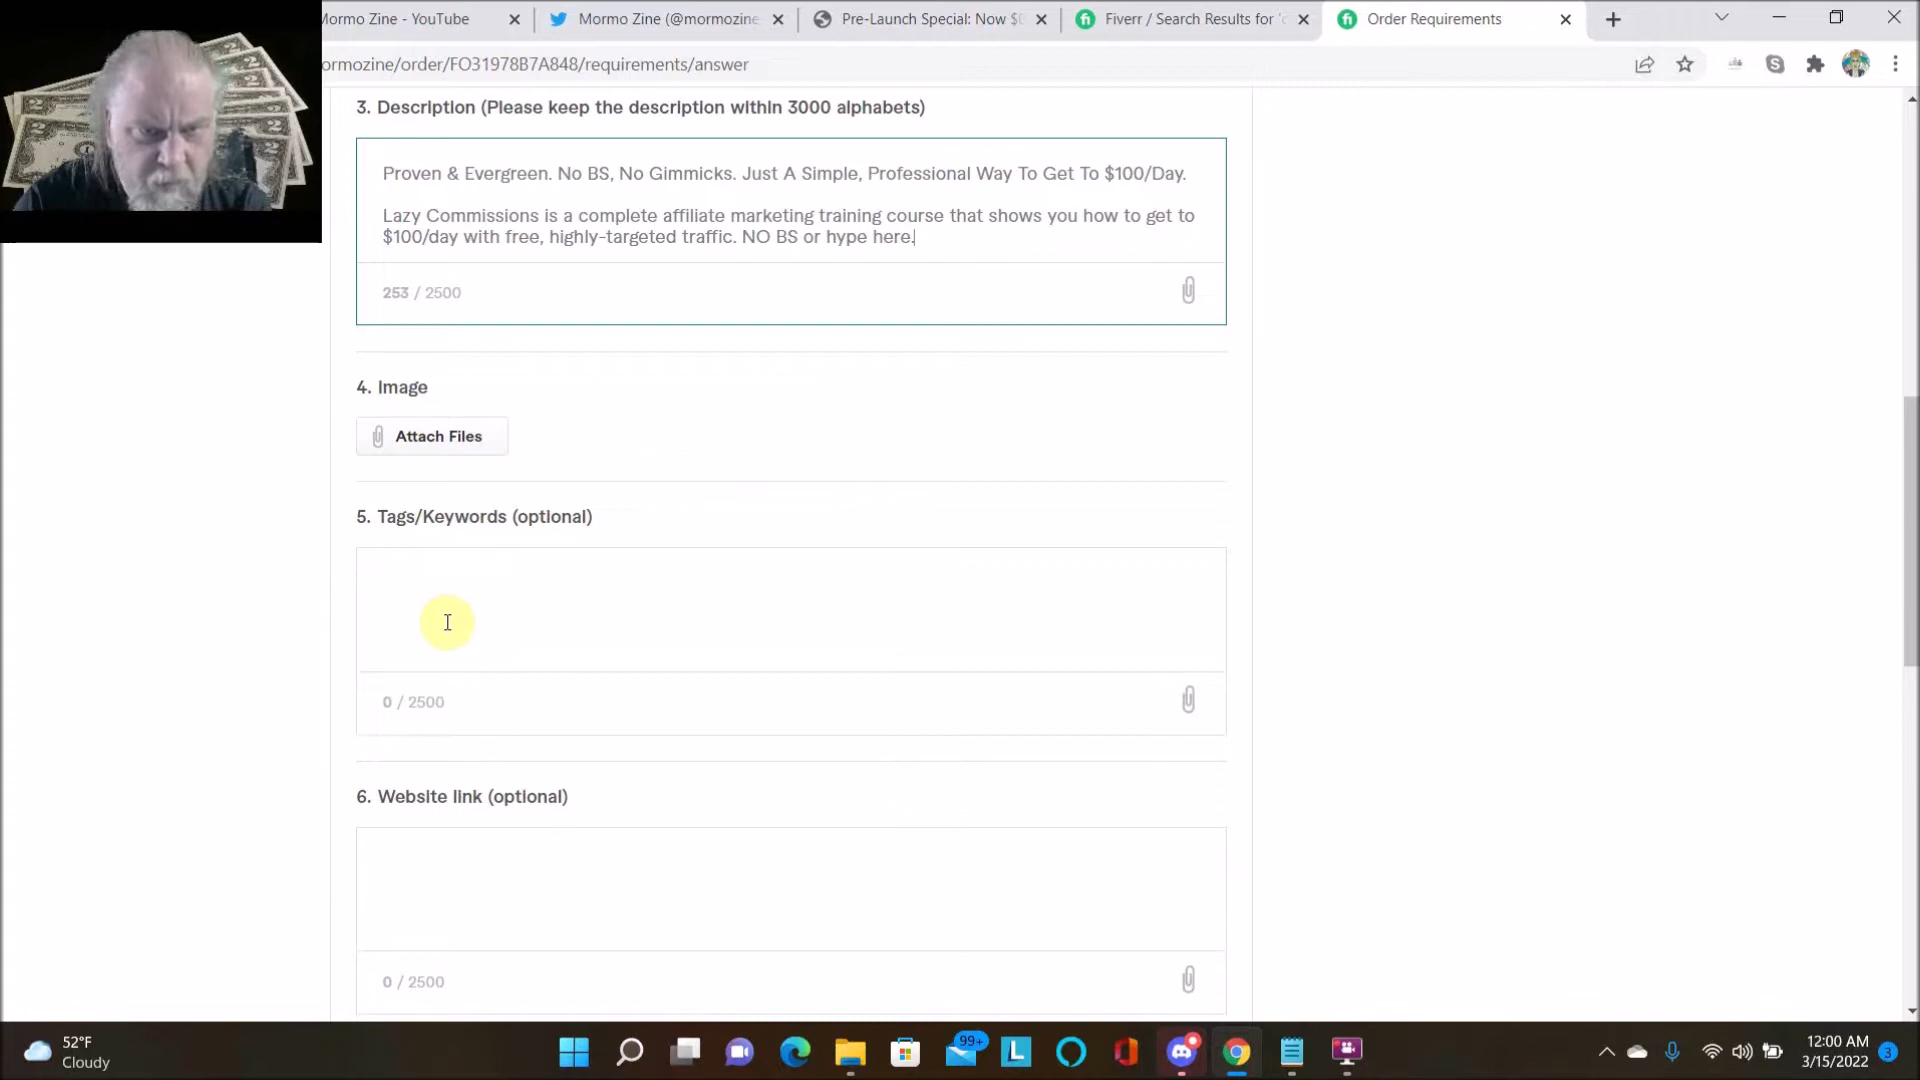 Mormo Zine - YouTube
Mormo Zine (@mormozine
Pre-Launch Special: Now $
Fiverr / Search Results for '
Order Requirements
ormozine/order/FO31978B7A848/requirements/answer
3. Description (Please keep the description within 3000 alphabets)
Proven & Evergreen. No BS, No Gimmicks. Just A Simple, Professional Way To Get To $100/Day.
Lazy Commissions is a complete affiliate marketing training course that shows you how to get to
$100/day with free, highly-targeted traffic. NO BS or hype here.
253 / 2500
4. Image
Attach Files
5. Tags/Keywords (optional)
0 / 2500
6. Website link (optional)
0 / 2500
52°F
Cloudy
99+
12:00 AM
3/15/2022
3